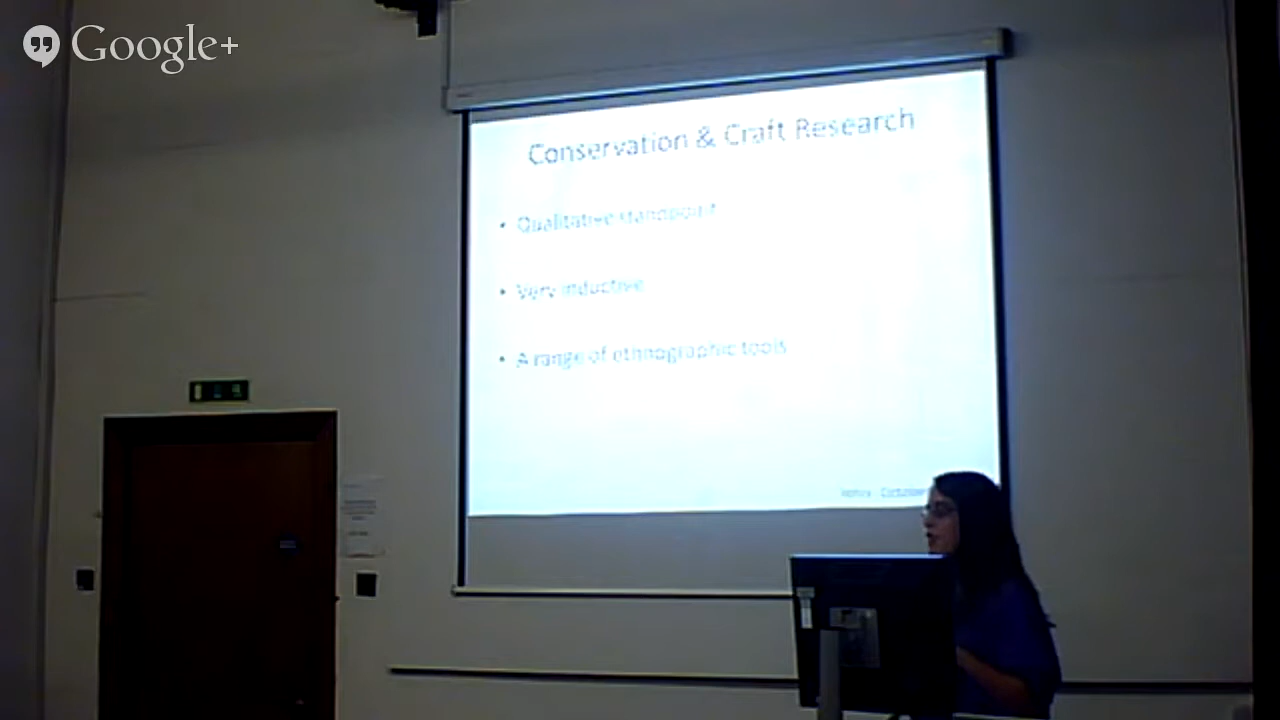 Google+
Conservation & Craft Research
• Qualitative standpoint
• Very inductive
• A range of ethnographic tools